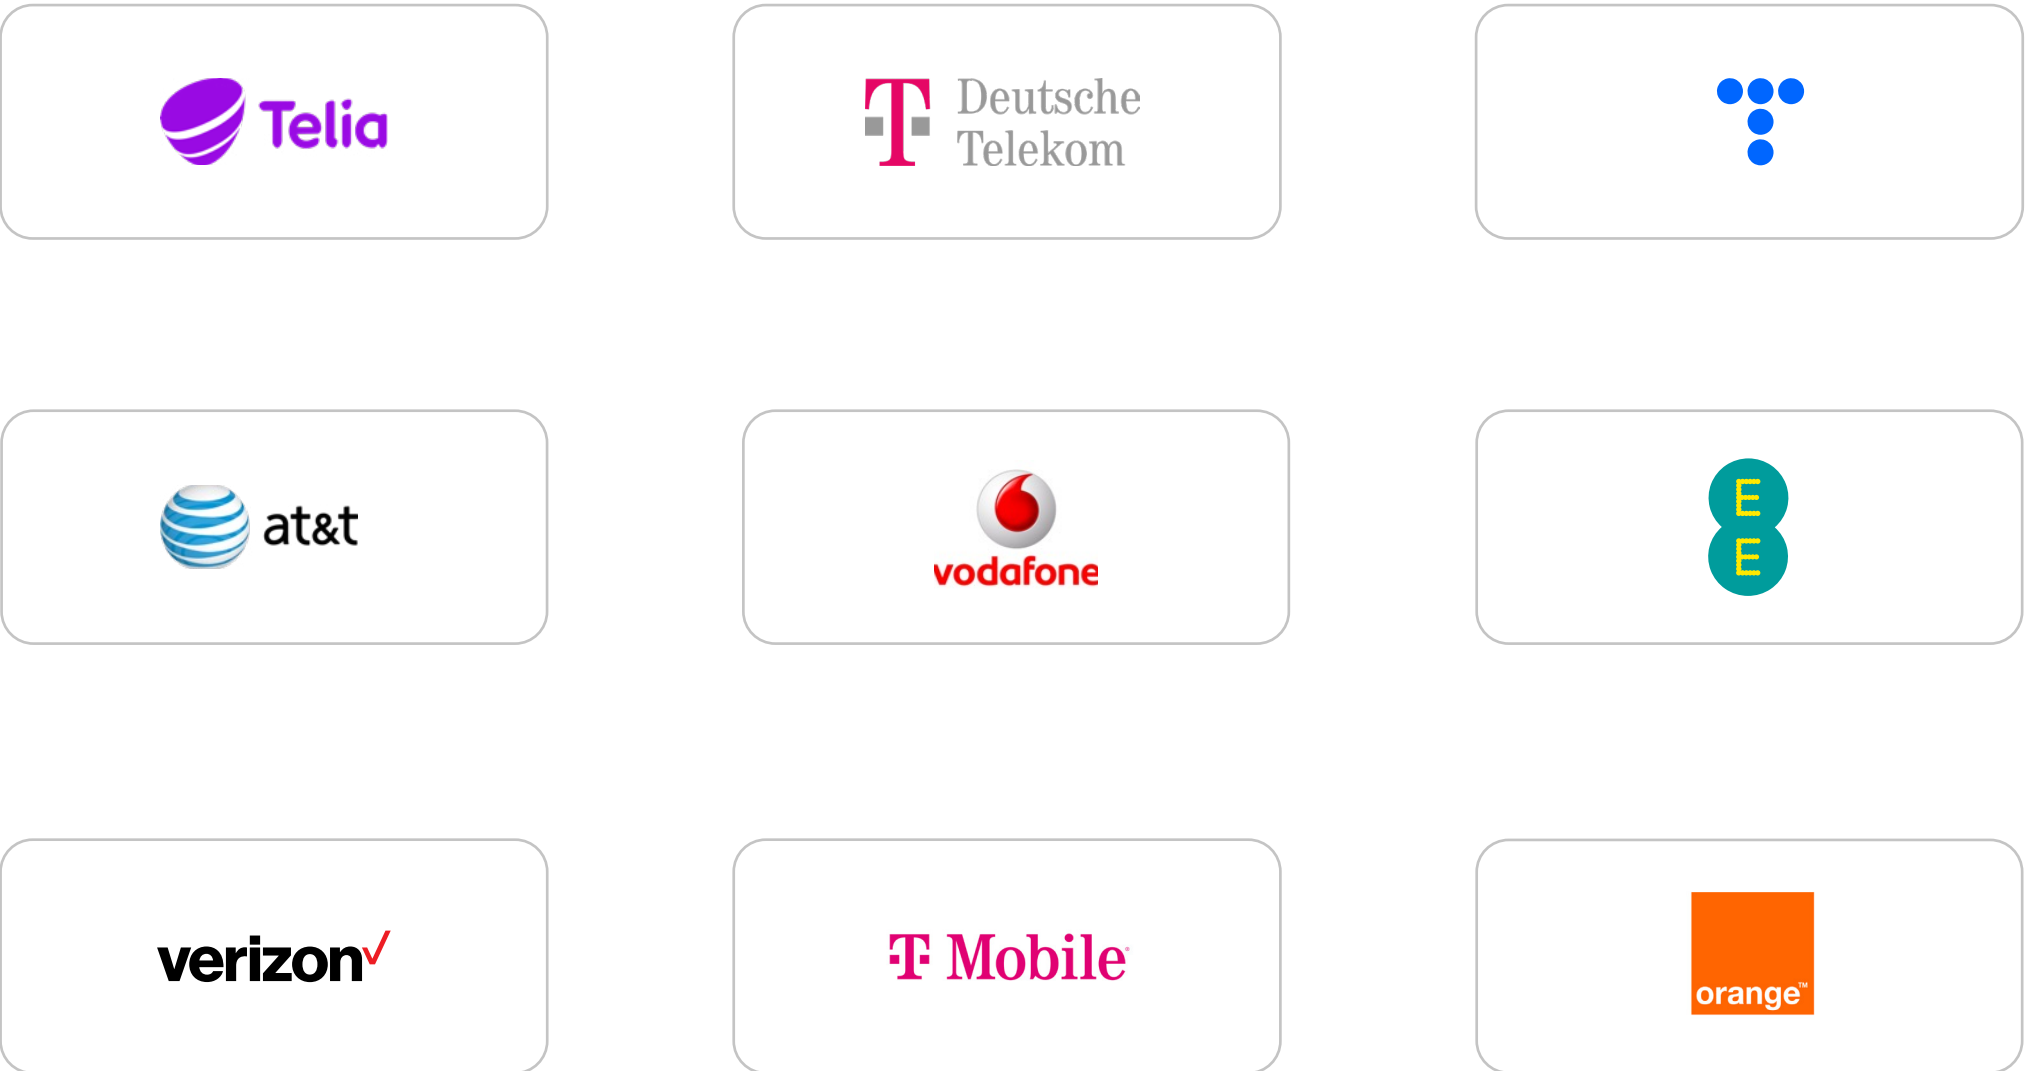 Telia
T Deutsche
Telekom
T
at&t
vodafone
E
E
verizon
T Mobile®
orange™